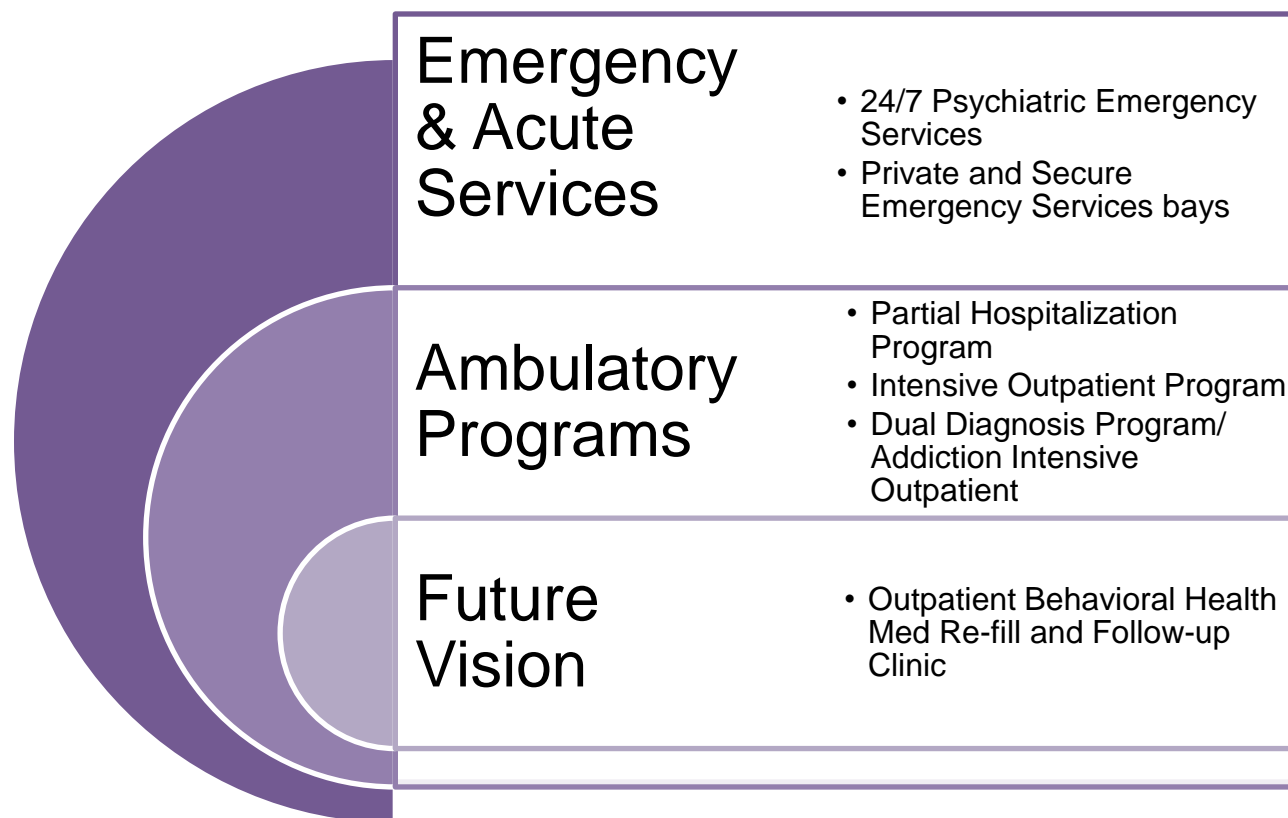 Emergency
& Acute
Services
• 24/7 Psychiatric Emergency
Services
• Private and Secure
Emergency Services bays
Ambulatory
Programs
• Partial Hospitalization
Program
• Intensive Outpatient Program
• Dual Diagnosis Program/
Addiction Intensive
Outpatient
Future
Vision
• Outpatient Behavioral Health
Med Re-fill and Follow-up
Clinic